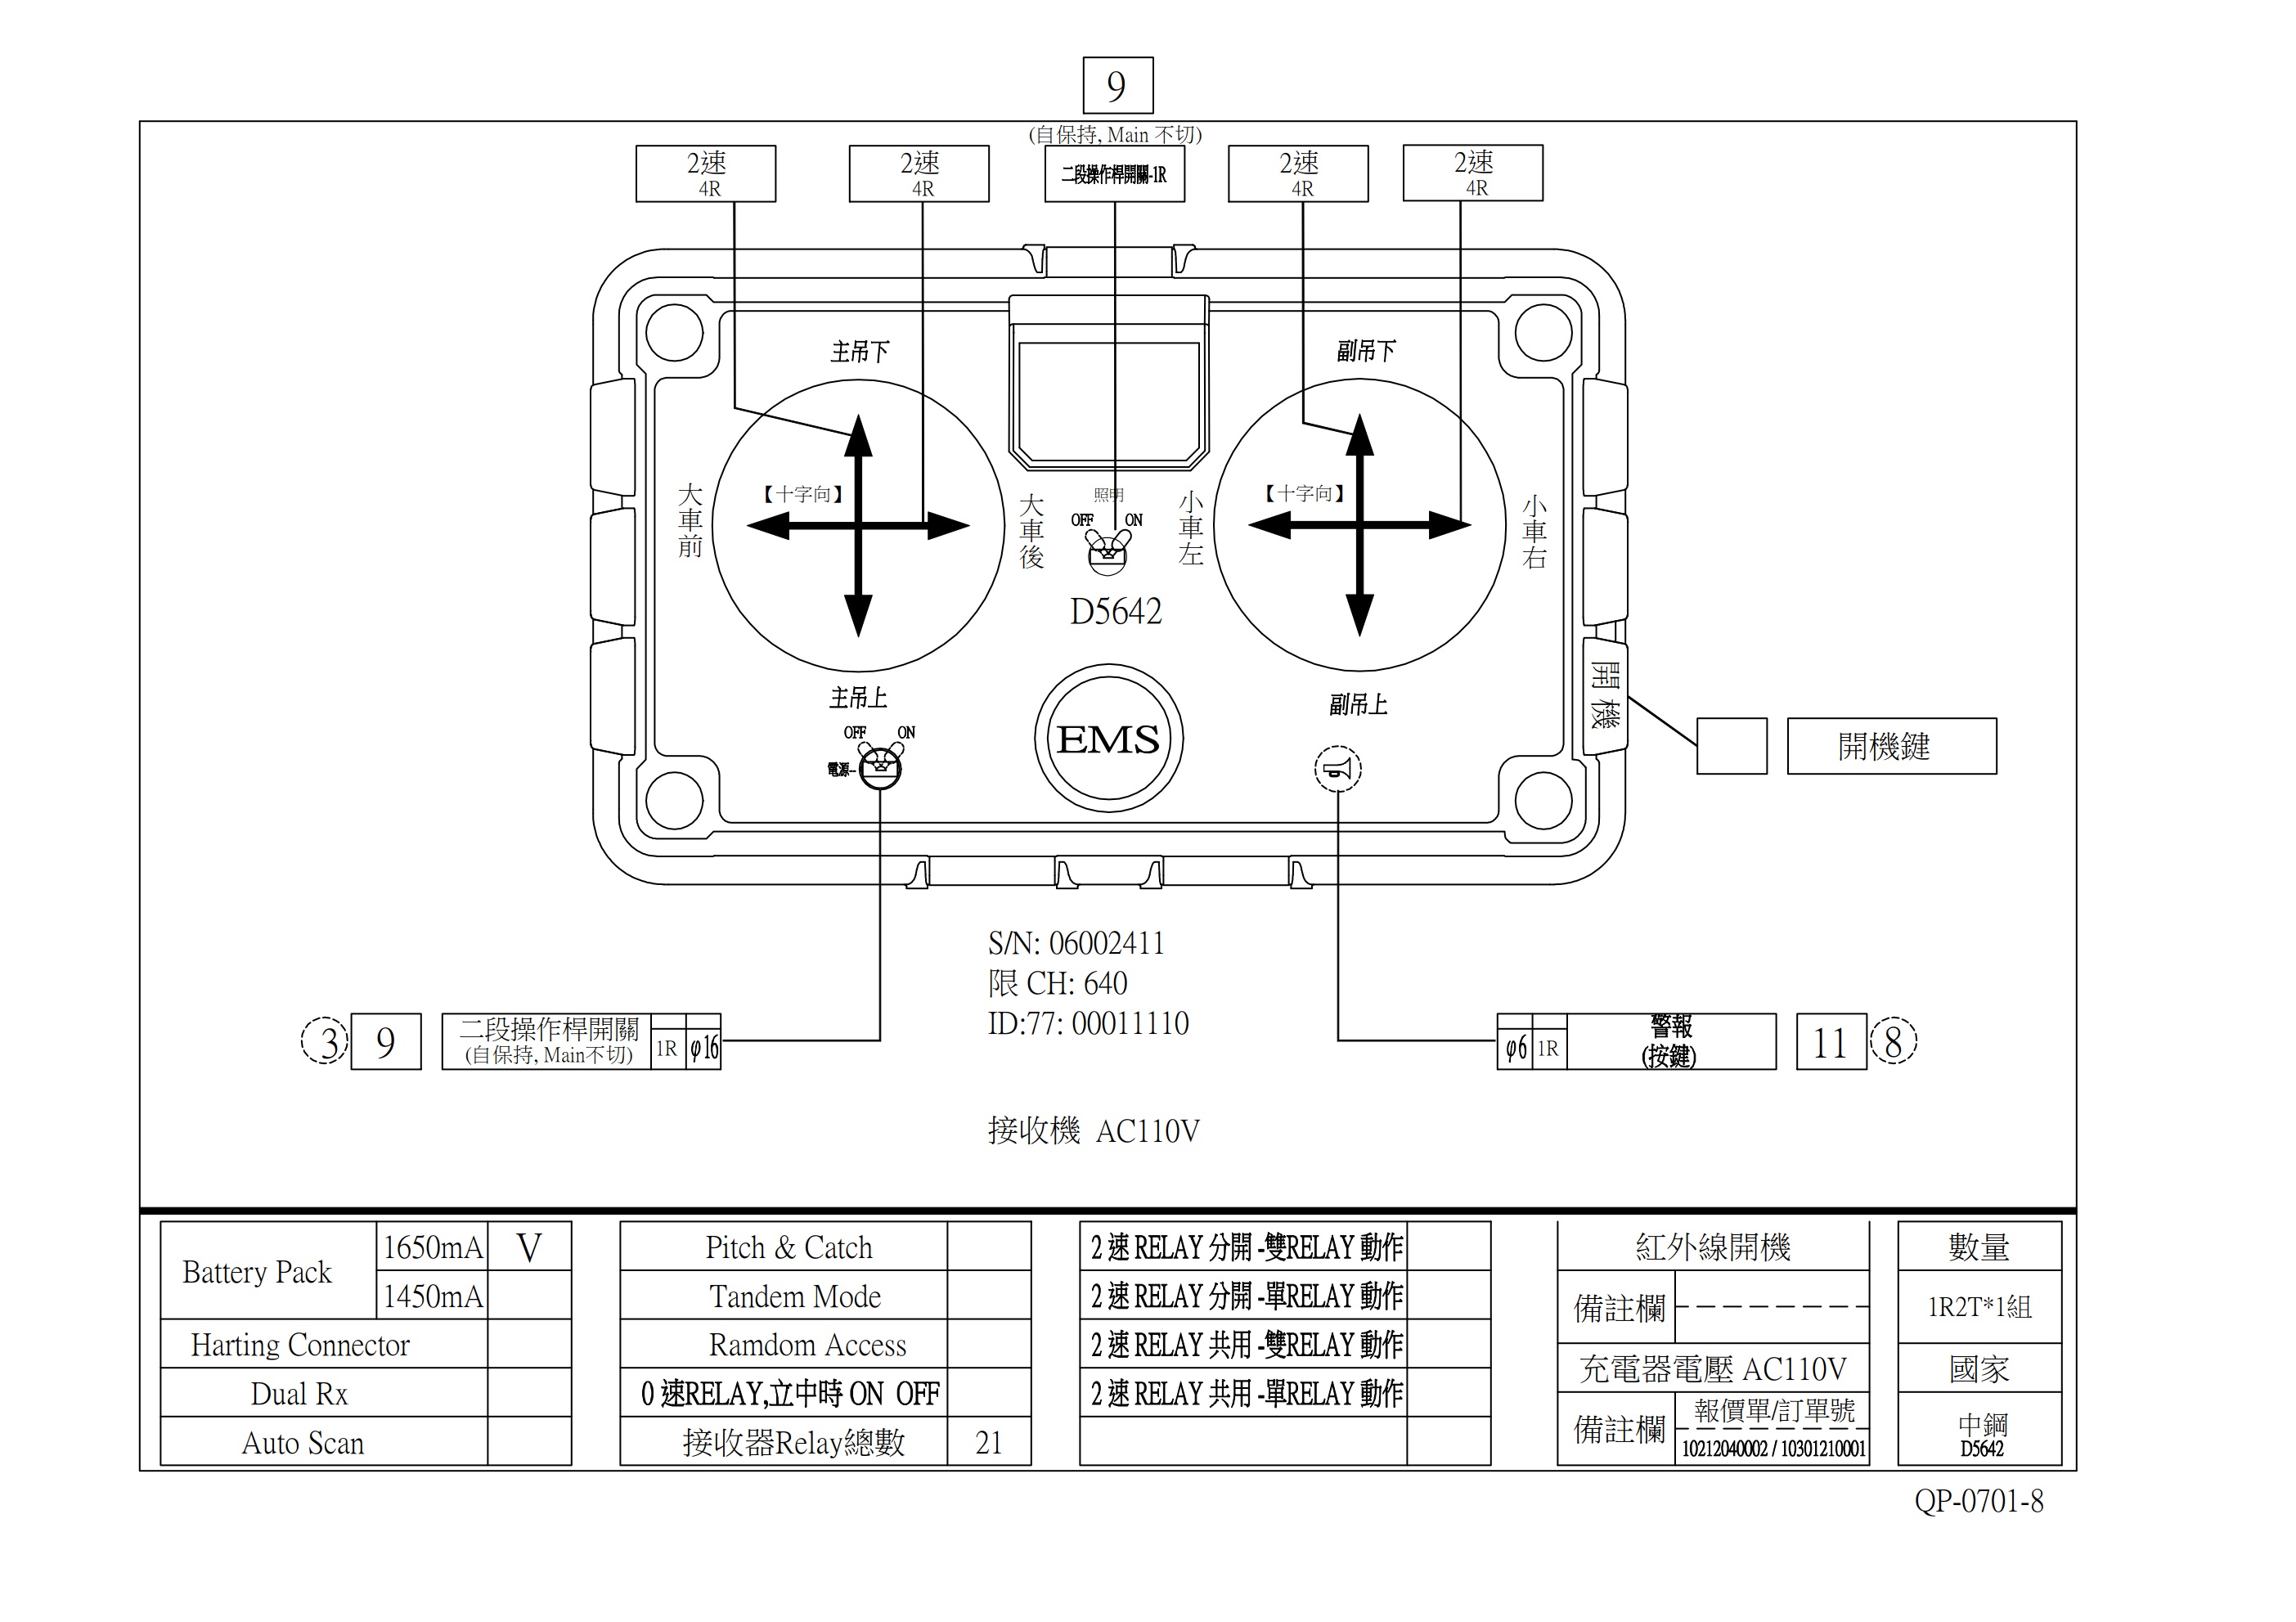 9
(自保持, Main 不切)
2速
4R
2速
4R
二段操作桿開關-1R
2速
4R
2速
4R
主吊下
副吊下
大車前
【十字向】
大車後
照明
OFF ON
小車左
【十字向】
小車右
D5642
主吊上
副吊上
OFF ON
電源--
EMS
開機
開機鍵
S/N: 06002411
限 CH: 640
ID:77: 00011110
3 9
二段操作桿開關
(自保持, Main不切)
1R φ16
φ6 1R
警報
(按鍵)
11 8
接收機 AC110V
Battery Pack
1650mA V
1450mA
Harting Connector
Dual Rx
Auto Scan
Pitch & Catch
Tandem Mode
Ramdom Access
0 速RELAY,立中時 ON OFF
接收器Relay總數 21
2 速 RELAY 分開 -雙RELAY 動作
2 速 RELAY 分開 -單RELAY 動作
2 速 RELAY 共用 -雙RELAY 動作
2 速 RELAY 共用 -單RELAY 動作
紅外線開機
備註欄
充電器電壓 AC110V
備註欄
報價單/訂單號
10212040002 / 10301210001
數量
1R2T*1組
國家
中鋼
D5642
QP-0701-8